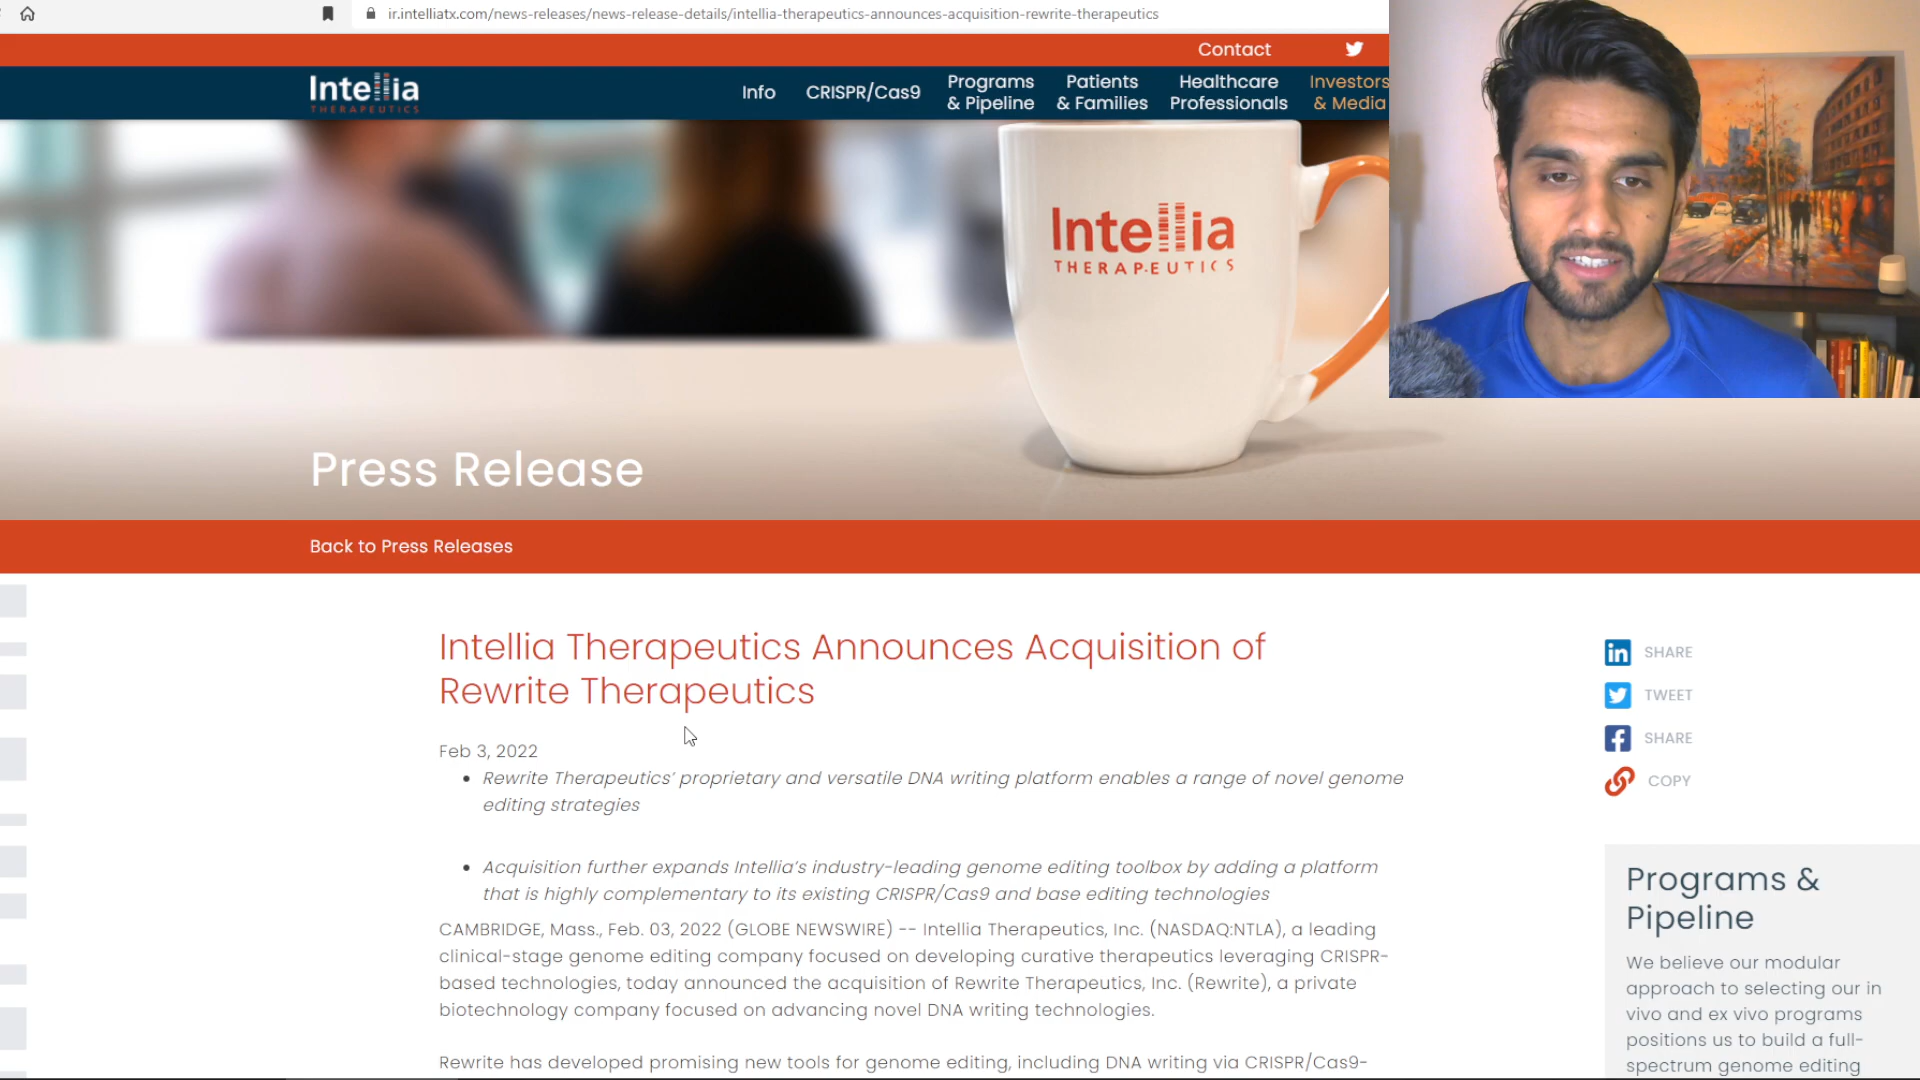 ir.intelliatx.com/news-releases/news-release-details/intellia-therapeutics-announces-acquisition-rewrite-therapeutics
Contact
Intellia
THERAPEUTICS
Info
CRISPR/Cas9
Programs
& Pipeline
Patients
& Families
Healthcare
Professionals
Investors
& Media
Intellia
THERAPEUTICS
Press Release
Back to Press Releases
Intellia Therapeutics Announces Acquisition of
Rewrite Therapeutics
Feb 3, 2022
• Rewrite Therapeutics’ proprietary and versatile DNA writing platform enables a range of novel genome
editing strategies
• Acquisition further expands Intellia’s industry-leading genome editing toolbox by adding a platform
that is highly complementary to its existing CRISPR/Cas9 and base editing technologies
CAMBRIDGE, Mass., Feb. 03, 2022 (GLOBE NEWSWIRE) -- Intellia Therapeutics, Inc. (NASDAQ:NTLA), a leading
clinical-stage genome editing company focused on developing curative therapeutics leveraging CRISPR-
based technologies, today announced the acquisition of Rewrite Therapeutics, Inc. (Rewrite), a private
biotechnology company focused on advancing novel DNA writing technologies.
Rewrite has developed promising new tools for genome editing, including DNA writing via CRISPR/Cas9-
in SHARE
TWEET
SHARE
COPY
Programs &
Pipeline
We believe our modular
approach to selecting our in
vivo and ex vivo programs
positions us to build a full-
spectrum genome editing